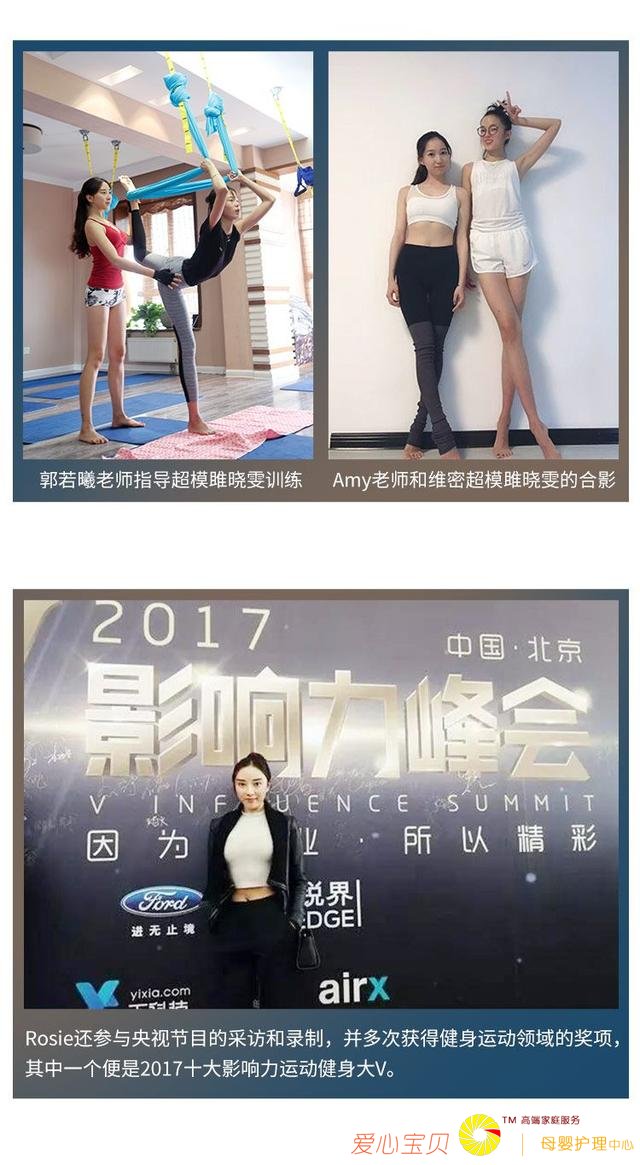 郭若曦老师指导超模雎晓雯训练
Amy老师和维密超模雎晓雯的合影
2017
中国·北京
影响力峰会
V INF UENCE SUMMIT
因为 业·所以精彩
Ford
锐界
EDGE
进无止境
yixia.com
airx
Rosie还参与央视节目的采访和录制，并多次获得健身运动领域的奖项，
其中一个便是2017十大影响力运动健身大V。
爱心宝贝
TM 高端家庭服务
母婴护理中心